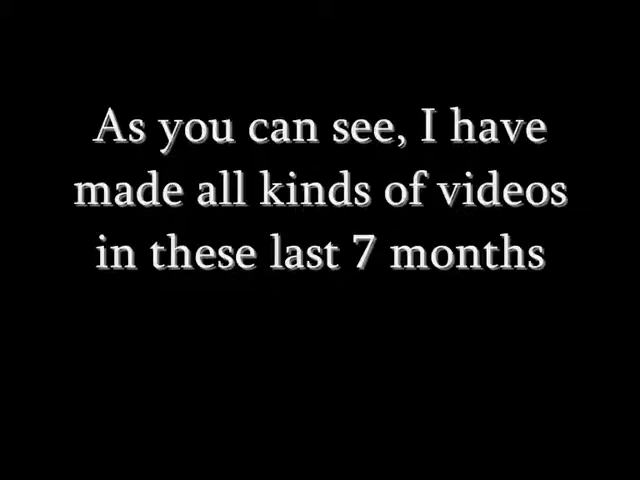 As you can see, I have
made all kinds of videos
in these last 7 months